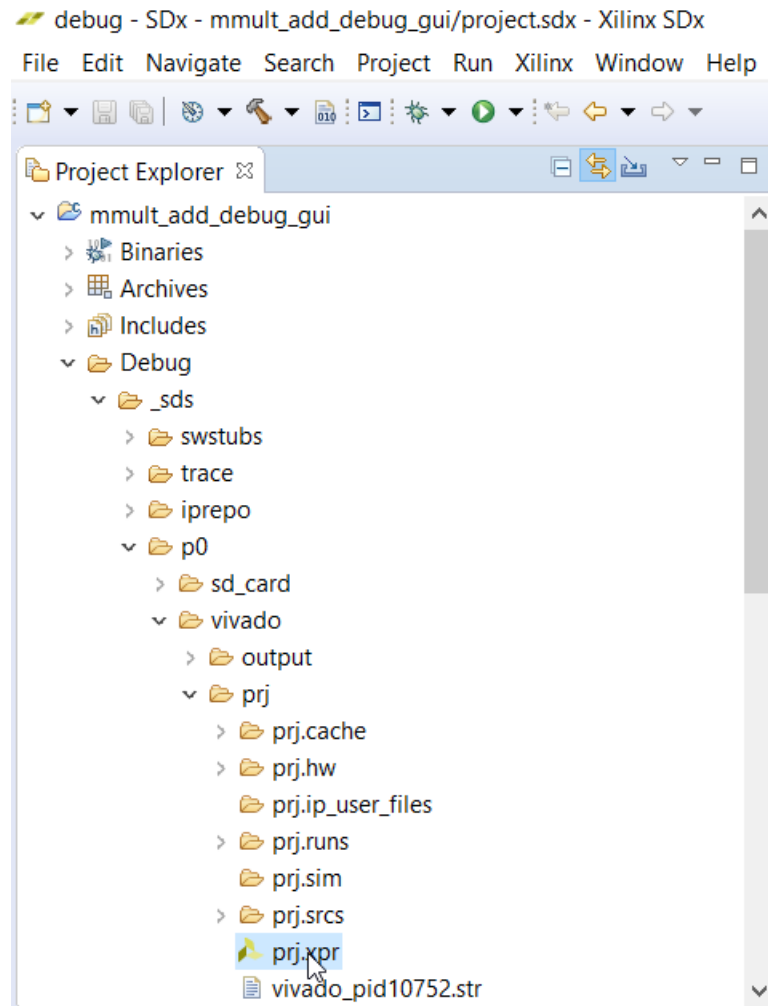 debug - SDx - mmult_add_debug_gui/project.sdx - Xilinx SDx
File Edit Navigate Search Project Run Xilinx Window Help
010
Project Explorer
mmult_add_debug_gui
Binaries
Archives
Includes
Debug
_sds
swstubs
trace
iprepo
p0
sd_card
vivado
output
prj
prj.cache
prj.hw
prj.ip_user_files
prj.runs
prj.sim
prj.srcs
prj.xpr
vivado_pid10752.str